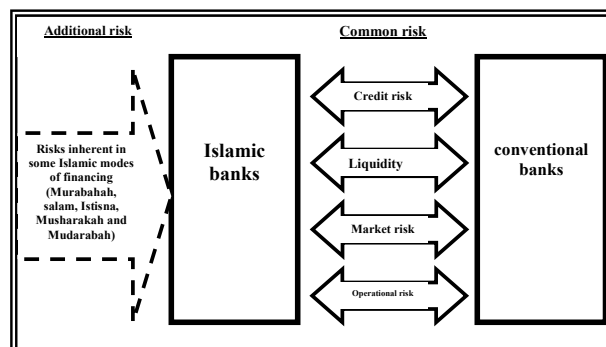 Additional risk
Common risk
Risks inherent in
some Islamic modes
of financing
(Murabahah,
salam, Istisna,
Musharakah and
Mudarabah)
Islamic
banks
Credit risk
Liquidity
Market risk
Operational risk
conventional
banks